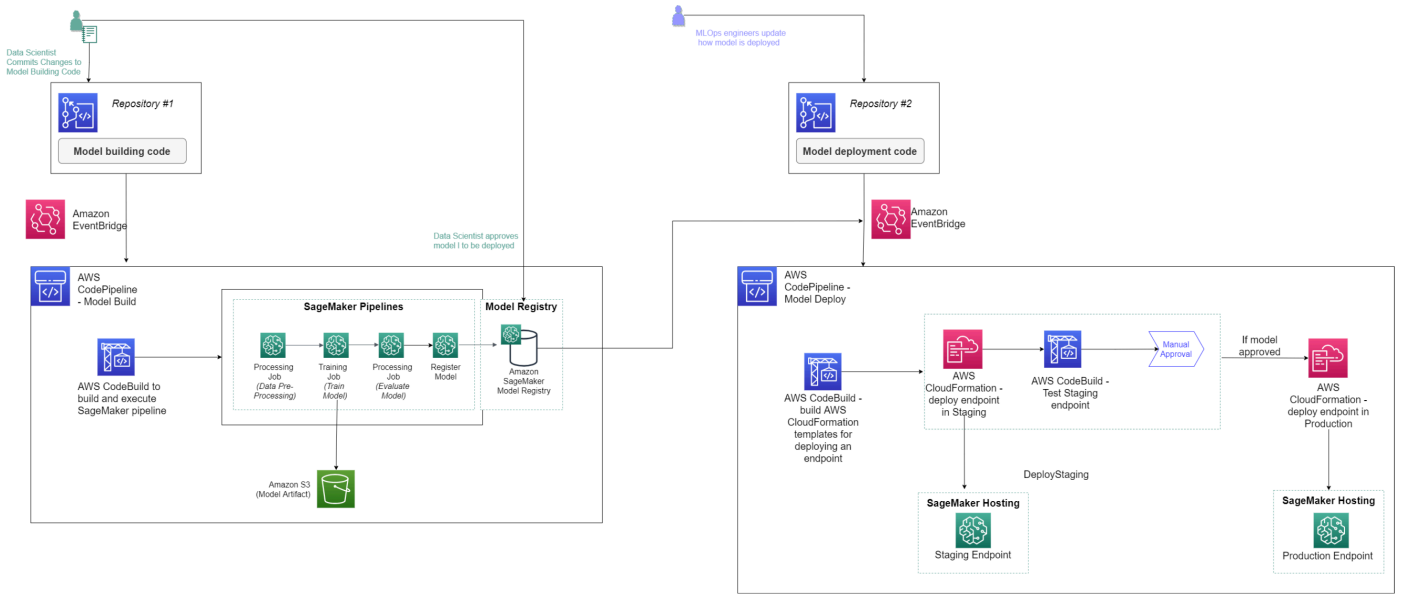 Data Scientist
Commits Changes to
Model Building Code
Repository #1
Model building code
Amazon
EventBridge
Data Scientist approves
model I to be deployed
AWS
CodePipeline
- Model Build
AWS CodeBuild to
build and execute
SageMaker pipeline
SageMaker Pipelines
Processing
Job
(Data Pre-
Processing)
Training
Job
(Train
Model)
Processing
Job
(Evaluate
Model)
Register
Model
Model Registry
Amazon
SageMaker
Model Registry
Amazon S3
(Model Artifact)
MLOps engineers update
how model is deployed
Repository #2
Model deployment code
Amazon
EventBridge
AWS
CodePipeline -
Model Deploy
AWS CodeBuild -
build AWS
CloudFormation
templates for
deploying an
endpoint
AWS
CloudFormation -
deploy endpoint
in Staging
AWS CodeBuild -
Test Staging
endpoint
Manual
Approval
If model
approved
AWS
CloudFormation -
deploy endpoint in
Production
DeployStaging
SageMaker Hosting
Staging Endpoint
SageMaker Hosting
Production Endpoint